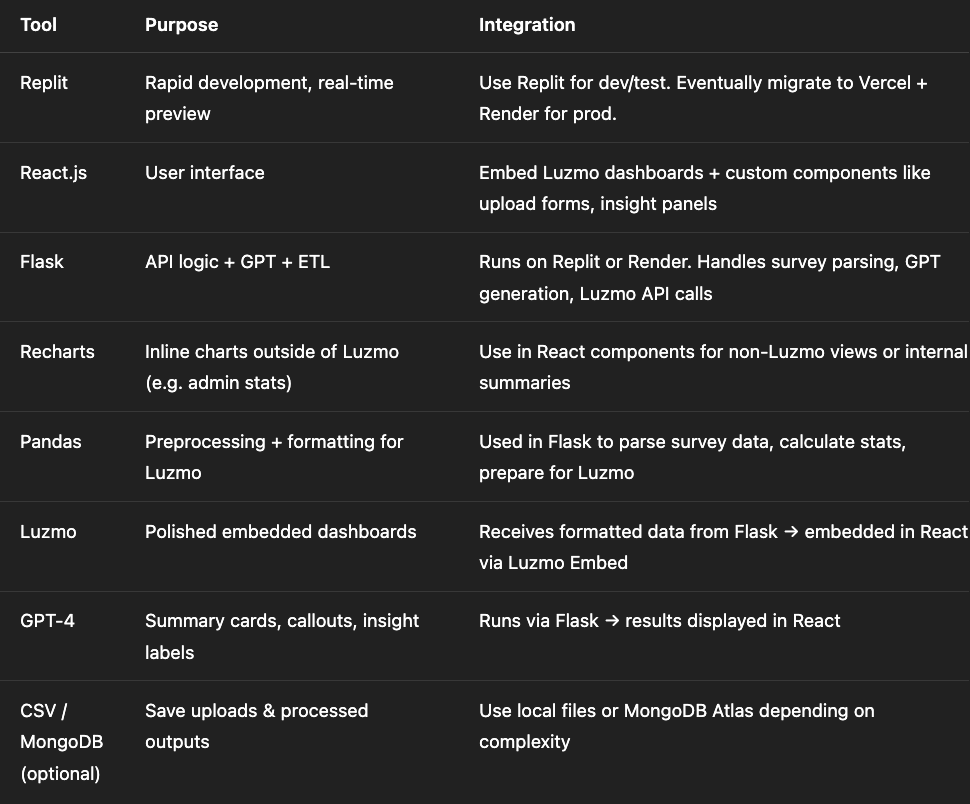 Tool Purpose Integration
Replit Rapid development, real-time Use Replit for dev/test. Eventually migrate to Vercel +
preview Render for prod.
React.js User interface Embed Luzmo dashboards + custom components like
upload forms, insight panels
Flask API logic + GPT + ETL Runs on Replit or Render. Handles survey parsing, GPT
generation, Luzmo API calls
Recharts Inline charts outside of Luzmo Use in React components for non-Luzmo views or internal
(e.g. admin stats) summaries
Pandas Preprocessing + formatting for Used in Flask to parse survey data, calculate stats,
Luzmo prepare for Luzmo
Luzmo Polished embedded dashboards Receives formatted data from Flask → embedded in React
via Luzmo Embed
GPT-4 Summary cards, callouts, insight Runs via Flask → results displayed in React
labels
CSV / Save uploads & processed Use local files or MongoDB Atlas depending on
MongoDB outputs complexity
(optional)